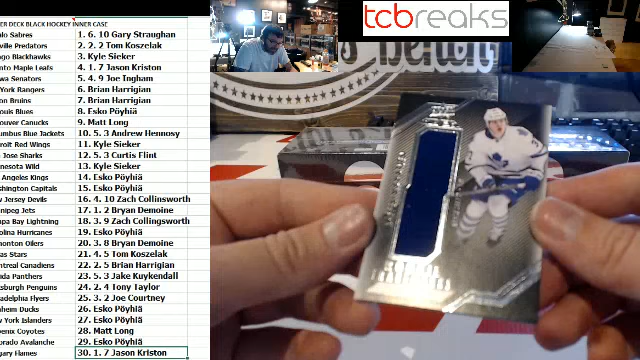 ER DECK BLACK HOCKEY INNER CASE
alo Sabres 1. 6. 10 Gary Straughan
ville Predators 2. 2. 2 Tom Koszelak
ago Blackhawks 3. Kyle Sieker
onto Maple Leafs 4. 1. 7 Jason Kriston
wa Senators 5. 4. 9 Joe Ingham
York Rangers 6. Brian Harrigian
on Bruins 7. Brian Harrigian
ouis Blues 8. Esko Pöyhiä
ouver Canucks 9. Matt Long
umbus Blue Jackets 10. 5. 3 Andrew Hennosy
roit Red Wings 11. Kyle Sieker
Jose Sharks 12. 5. 3 Curtis Flint
nesota Wild 13. Kyle Sieker
Angeles Kings 14. Esko Pöyhiä
shington Capitals 15. Esko Pöyhiä
Jersey Devils 16. 4. 10 Zach Collinsworth
nipeg Jets 17. 1. 2 Bryan Demoine
pa Bay Lightning 18. 3. 9 Zach Collingsworth
olina Hurricanes 19. Esko Pöyhiä
monton Oilers 20. 3. 8 Bryan Demoine
as Stars 21. 4. 5 Tom Koszelak
ntreal Canadiens 22. 2. 5 Brian Harrigian
ida Panthers 23. 5. 3 Jake Kuykendall
sburgh Penguins 24. 2. 4 Tony Taylor
adelphia Flyers 25. 3. 2 Joe Courtney
heim Ducks 26. Esko Pöyhiä
York Islanders 27. Esko Pöyhiä
enix Coyotes 28. Matt Long
orado Avalanche 29. Esko Pöyhiä
gary Flames 30. 1. 7 Jason Kriston
tcbreaks